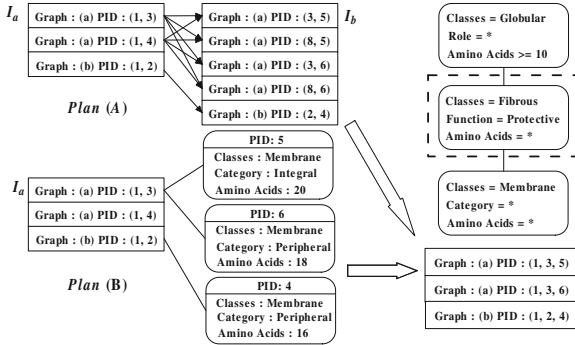 I_a
Graph : (a) PID : (1, 3)
Graph : (a) PID : (1, 4)
Graph : (b) PID : (1, 2)
Plan (A)
Graph : (a) PID : (3, 5)
Graph : (a) PID : (8, 5)
Graph : (a) PID : (3, 6)
Graph : (a) PID : (8, 6)
Graph : (b) PID : (2, 4)
I_b
Classes = Globular
Role = *
Amino Acids >= 10
Classes = Fibrous
Function = Protective
Amino Acids = *
Classes = Membrane
Category = *
Amino Acids = *
I_a
Graph : (a) PID : (1, 3)
Graph : (a) PID : (1, 4)
Graph : (b) PID : (1, 2)
Plan (B)
PID: 5
Classes : Membrane
Category : Integral
Amino Acids : 20
PID: 6
Classes : Membrane
Category : Peripheral
Amino Acids : 18
PID: 4
Classes : Membrane
Category : Peripheral
Amino Acids : 16
Graph : (a) PID : (1, 3, 5)
Graph : (a) PID : (1, 3, 6)
Graph : (b) PID : (1, 2, 4)